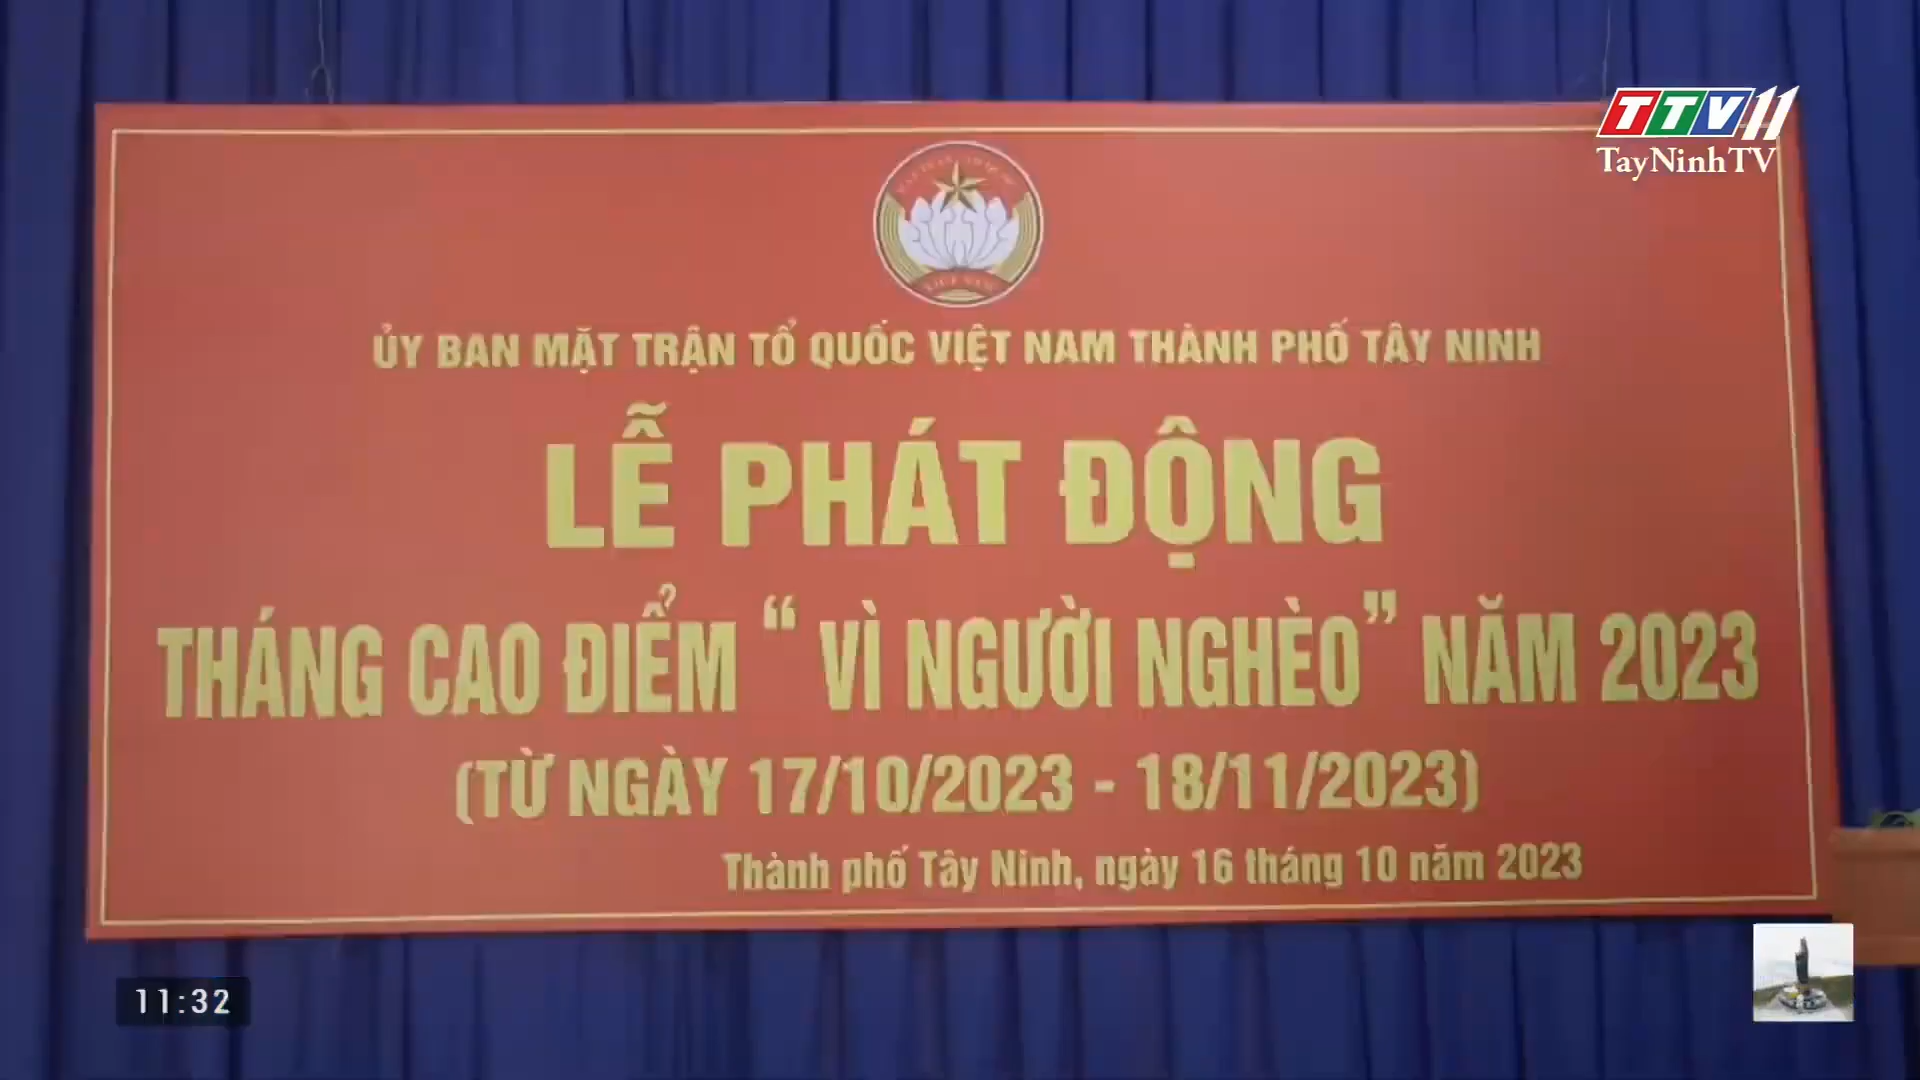 TTV11
TayNinhTV
ỦY BAN MẶT TRẬN TỔ QUỐC VIỆT NAM THÀNH PHỐ TÂY NINH
LỄ PHÁT ĐỘNG
THÁNG CAO ĐIỂM “ VÌ NGƯỜI NGHÈO” NĂM 2023
(TỪ NGÀY 17/10/2023 - 18/11/2023)
Thành phố Tây Ninh, ngày 16 tháng 10 năm 2023
11:32